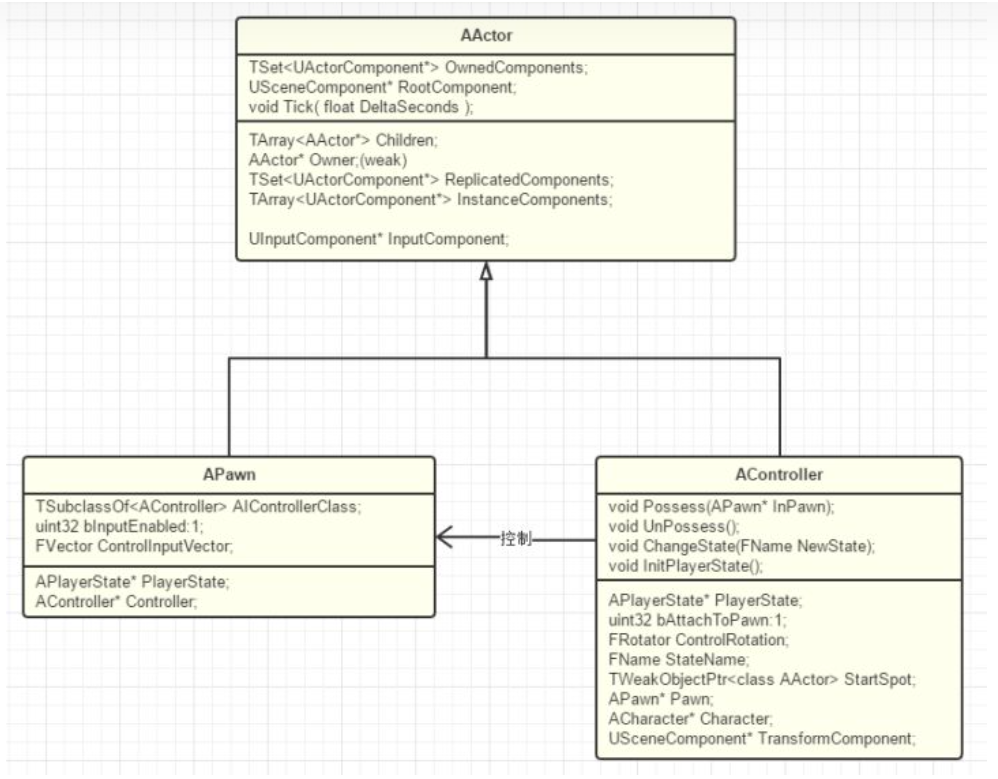 AActor
TSet<UActorComponent*> OwnedComponents;
USceneComponent* RootComponent;
void Tick( float DeltaSeconds );
TArray<AActor*> Children;
AActor* Owner;(weak)
TSet<UActorComponent*> ReplicatedComponents;
TArray<UActorComponent*> InstanceComponents;
UInputComponent* InputComponent;
APawn
TSubclassOf<AController> AIControllerClass;
uint32 bInputEnabled:1;
FVector ControlInputVector;
APlayerState* PlayerState;
AController* Controller;
控制
AController
void Possess(APawn* InPawn);
void UnPossess();
void ChangeState(FName NewState);
void InitPlayerState();
APlayerState* PlayerState;
uint32 bAttachToPawn:1;
FRotator ControlRotation;
FName StateName;
TWeakObjectPtr<class AActor> StartSpot;
APawn* Pawn;
ACharacter* Character;
USceneComponent* TransformComponent;